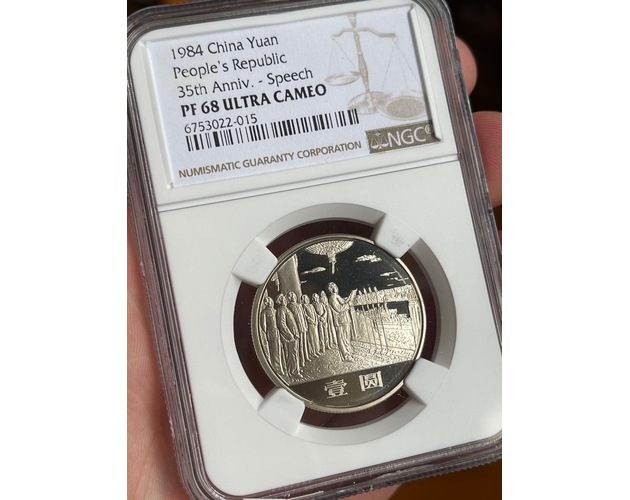 1984 China Yuan
People's Republic
35th Anniv. - Speech
PF 68 ULTRA CAMEO
6753022-015
NGC
NUMISMATIC GUARANTY CORPORATION
壹圆